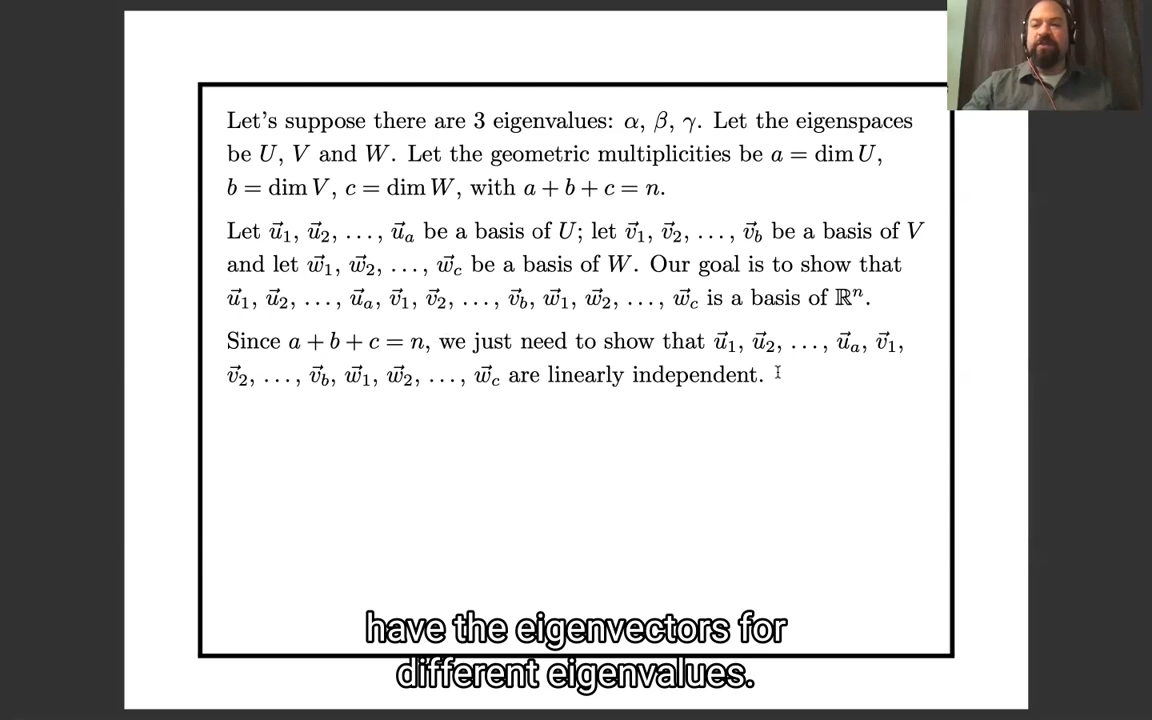 Let's suppose there are 3 eigenvalues: α, β, γ. Let the eigenspaces
be U, V and W. Let the geometric multiplicities be a = dim U,
b = dim V, c = dim W, with a + b + c = n.
Let u⃗₁, u⃗₂, ..., u⃗ₐ be a basis of U; let v⃗₁, v⃗₂, ..., v⃗_b be a basis of V
and let w⃗₁, w⃗₂, ..., w⃗_c be a basis of W. Our goal is to show that
u⃗₁, u⃗₂, ..., u⃗ₐ, v⃗₁, v⃗₂, ..., v⃗_b, w⃗₁, w⃗₂, ..., w⃗_c is a basis of ℝⁿ.
Since a + b + c = n, we just need to show that u⃗₁, u⃗₂, ..., u⃗ₐ, v⃗₁,
v⃗₂, ..., v⃗_b, w⃗₁, w⃗₂, ..., w⃗_c are linearly independent.
have the eigenvectors for
different eigenvalues.